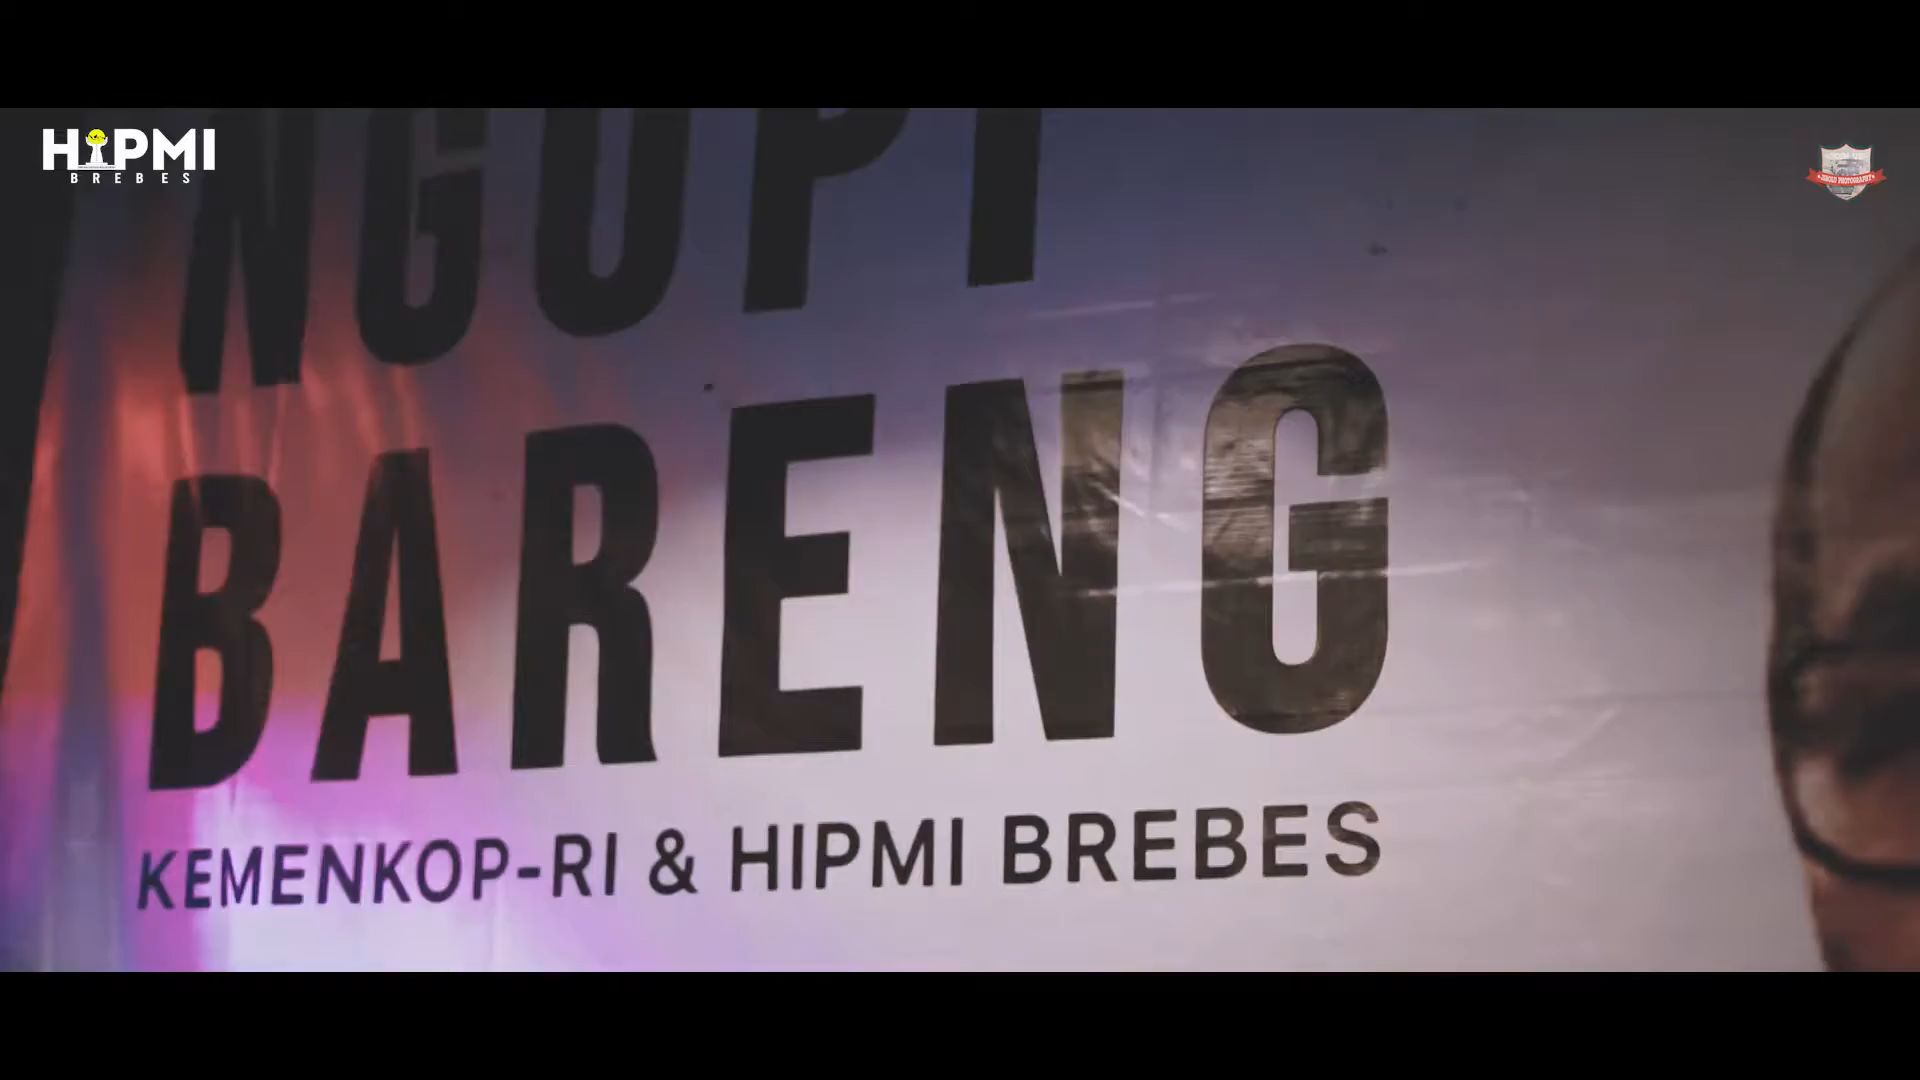 HIPMI
BREBES
NGOPI
BARENG
KEMENKOP-RI & HIPMI BREBES